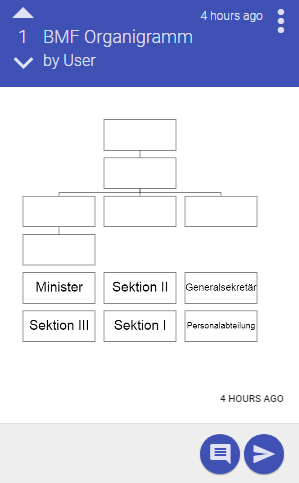 4 hours ago
1 BMF Organigramm
by User
Minister Sektion II Generalsekretär
Sektion III Sektion I Personalabteilung
4 HOURS AGO